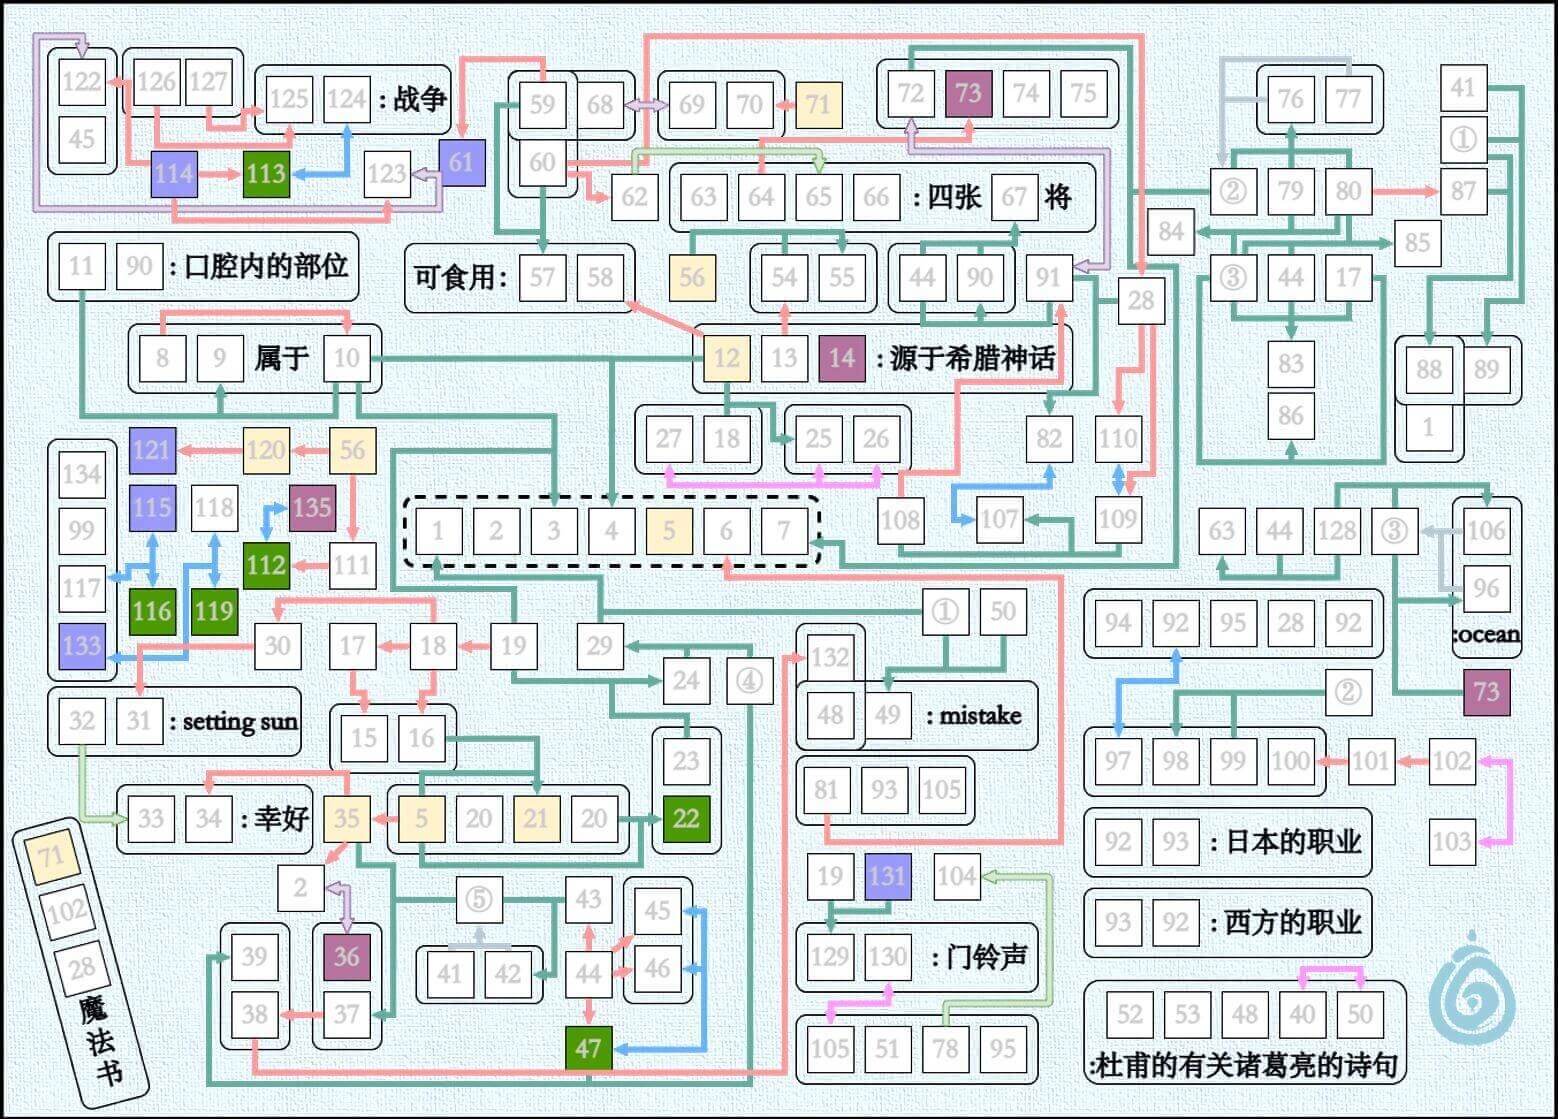 122 126 127 125 124 : 战争
45
114 113 123 61
59 68 69 70 71
60
62 63 64 65 66 : 四张 67 将
72 73 74 75
76 77
41
①
② 79 80 87
84 85
③ 44 17
83
86
88 89
1
11 90 : 口腔内的部位
可食用: 57 58
56 54 55 44 90 91 28
8 9 属于 10
12 13 14 : 源于希腊神话
27 18 25 26 82 110
121 120 56
134
115 118 135
99
112 111
117
116 119
133
1 2 3 4 5 6 7
108 107 109
63 44 128 ③ 106
96
:ocean
94 92 95 28 92
30 17 18 19 29
24 ④
① 50
132
48 49 : mistake
② 73
32 31 : setting sun
15 16
23
22
97 98 99 100 101 102
103
81 93 105
33 34 : 幸好
35 5 20 21 20
92 93 : 日本的职业
93 92 : 西方的职业
71
102
28
魔
法
书
2 ⑤ 43 45
39 36 41 42 44 46
38 37 47
19 131 104
129 130 : 门铃声
105 51 78 95
52 53 48 40 50
:杜甫的有关诸葛亮的诗句